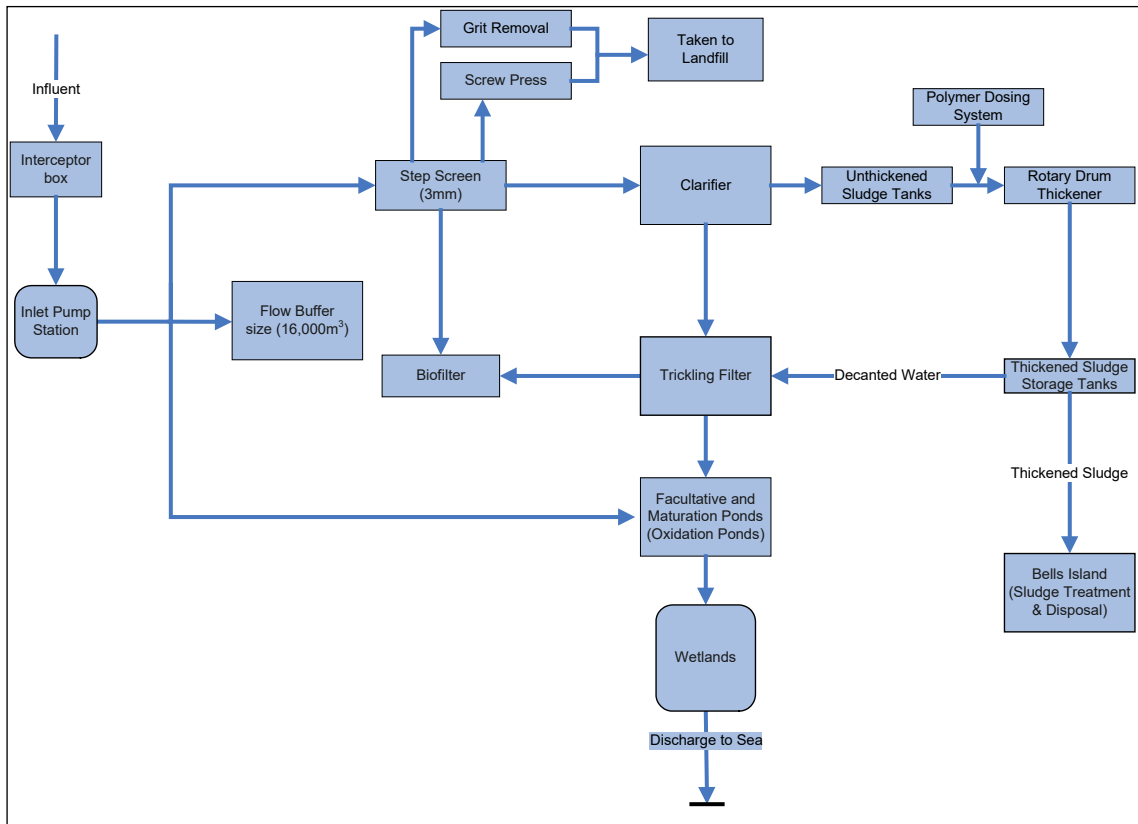 Grit Removal
Taken to
Landfill
Screw Press
Influent
Polymer Dosing
System
Interceptor
box
Step Screen
(3mm)
Clarifier
Unthickened
Sludge Tanks
Rotary Drum
Thickener
Inlet Pump
Station
Flow Buffer
size (16,000m³)
Biofilter
Trickling Filter
Decanted Water
Thickened Sludge
Storage Tanks
Thickened Sludge
Facultative and
Maturation Ponds
(Oxidation Ponds)
Bells Island
(Sludge Treatment
& Disposal)
Wetlands
Discharge to Sea